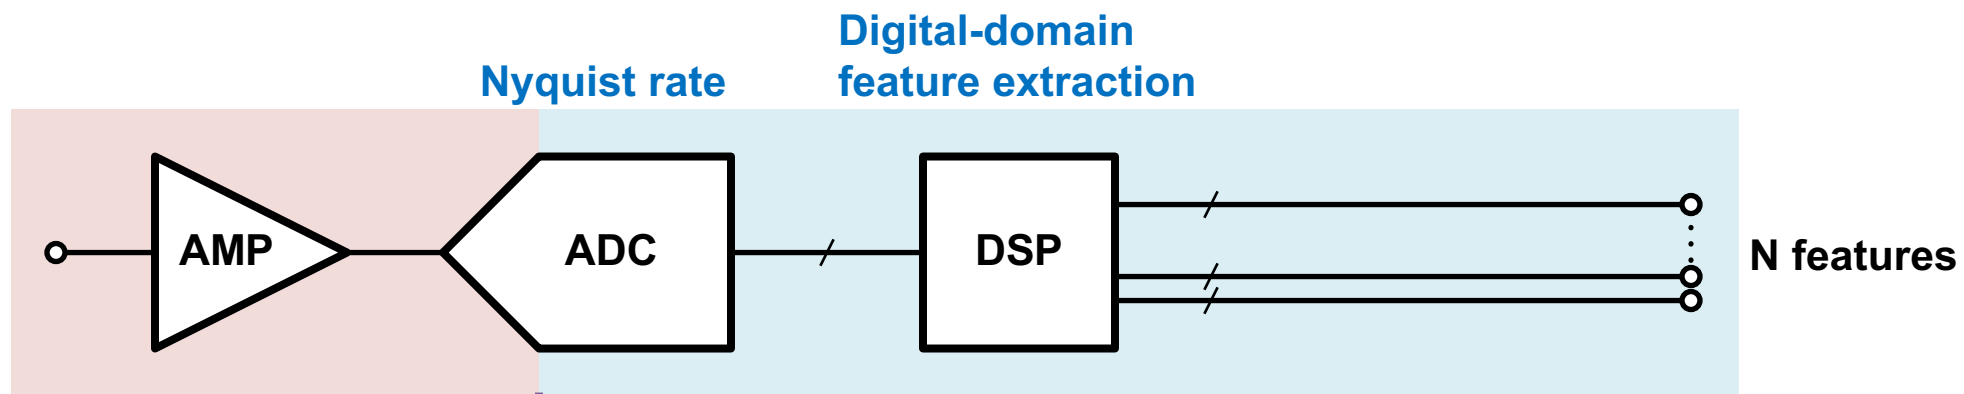 Digital-domain
Nyquist rate
feature extraction
AMP
ADC
DSP
N features